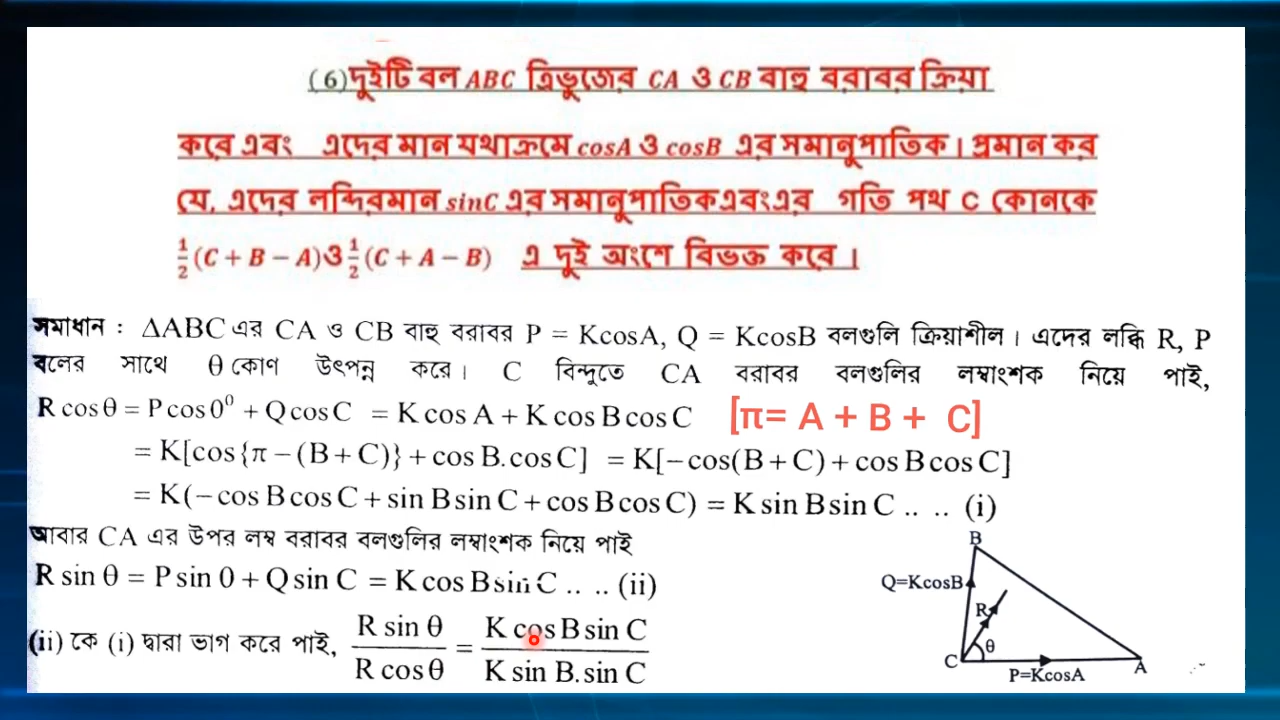 (6)দুইটি বল ABC ত্রিভুজের CA ও CB বাহু বরাবর ক্রিয়া
করে এবং এদের মান যথাক্রমে cosA ও cosB এর সমানুপাতিক। প্রমান কর
যে, এদের লন্দিরমান sinC এর সমানুপাতিকএবংএর গতি পথ C কোনকে
½(C + B − A)ও½(C + A − B) এ দুই অংশে বিভক্ত করে।
সমাধান : ΔABC এর CA ও CB বাহু বরাবর P = KcosA, Q = KcosB বলগুলি ক্রিয়াশীল। এদের লব্ধি R, P
বলের সাথে θ কোণ উৎপন্ন করে। C বিন্দুতে CA বরাবর বলগুলির লম্বাংশক নিয়ে পাই,
R cos θ = P cos 0⁰ + Q cos C = K cos A + K cos B cos C [π= A + B + C]
= K[cos{π − (B + C)} + cos B. cos C] = K[− cos(B + C) + cos B cos C]
= K(− cos B cos C + sin B sin C + cos B cos C) = K sin B sin C .. .. (i)
আবার CA এর উপর লম্ব বরাবর বলগুলির লম্বাংশক নিয়ে পাই
R sin θ = P sin 0 + Q sin C = K cos B sin C .. .. (ii)
(ii) কে (i) দ্বারা ভাগ করে পাই, R sin θ / R cos θ = K cos B sin C / K sin B. sin C
B
Q=KcosB
R
θ
C
A
P=KcosA